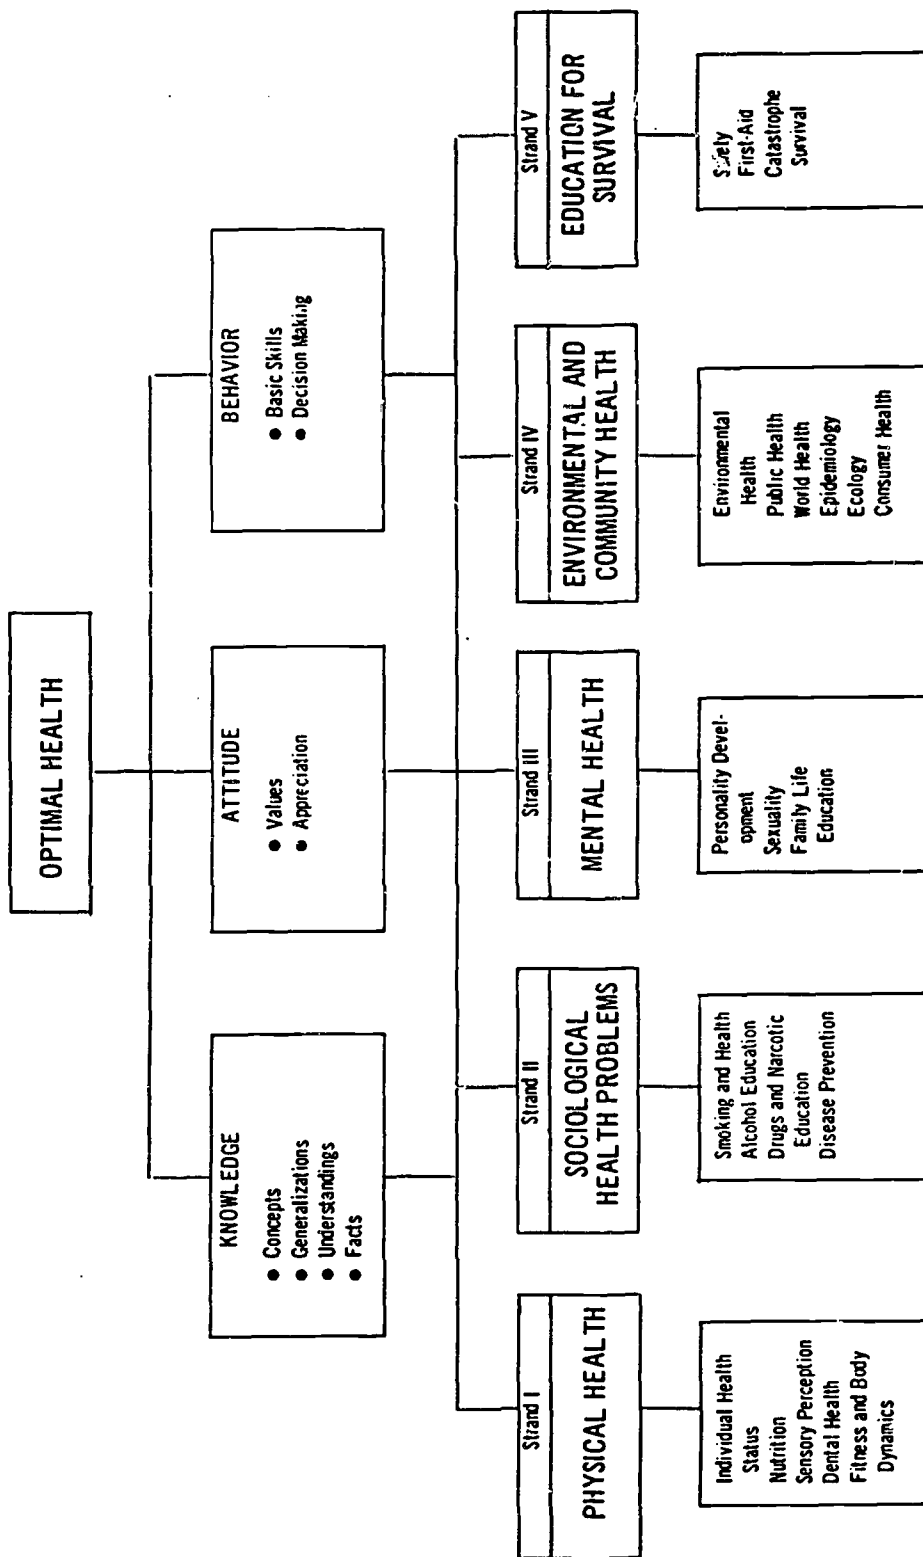 OPTIMAL HEALTH
KNOWLEDGE
● Concepts
● Generalizations
● Understandings
● Facts
ATTITUDE
● Values
● Appreciation
BEHAVIOR
● Basic Skills
● Decision Making
Strand I
PHYSICAL HEALTH
Individual Health
Status
Nutrition
Sensory Perception
Dental Health
Fitness and Body
Dynamics
Strand II
SOCIOLOGICAL
HEALTH PROBLEMS
Smoking and Health
Alcohol Education
Drugs and Narcotic
Education
Disease Prevention
Strand III
MENTAL HEALTH
Personality Devel-
opment
Sexuality
Family Life
Education
Strand IV
ENVIRONMENTAL AND
COMMUNITY HEALTH
Environmental
Health
Public Health
World Health
Epidemiology
Ecology
Consumer Health
Strand V
EDUCATION FOR
SURVIVAL
Safety
First-Aid
Catastrophe
Survival